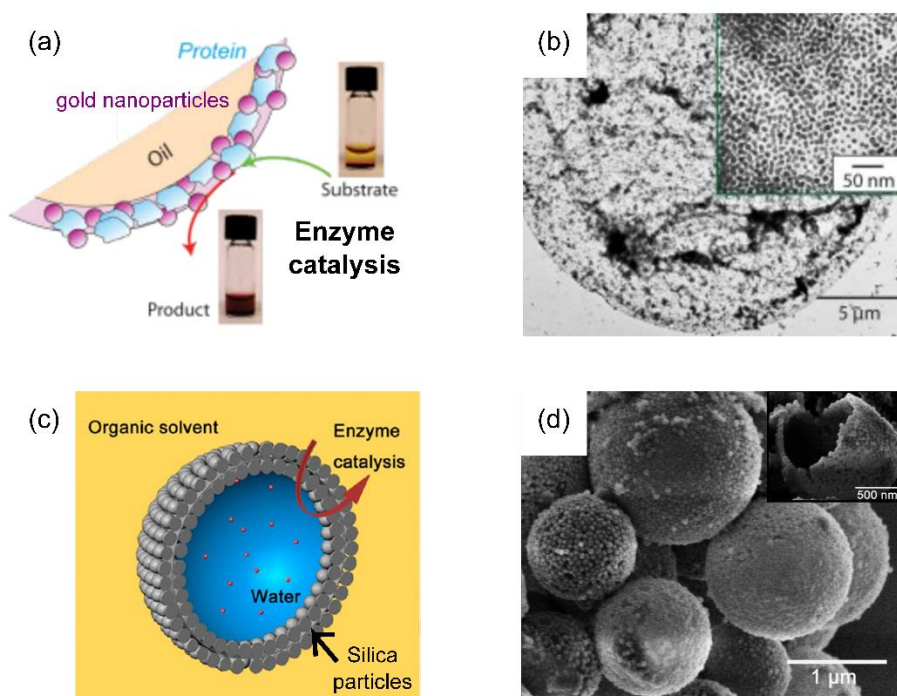 (a)
Protein
gold nanoparticles
Oil
Substrate
Enzyme
catalysis
Product
(b)
50 nm
5 µm
(c)
Organic solvent
Enzyme
catalysis
Water
Silica
particles
(d)
500 nm
1 µm